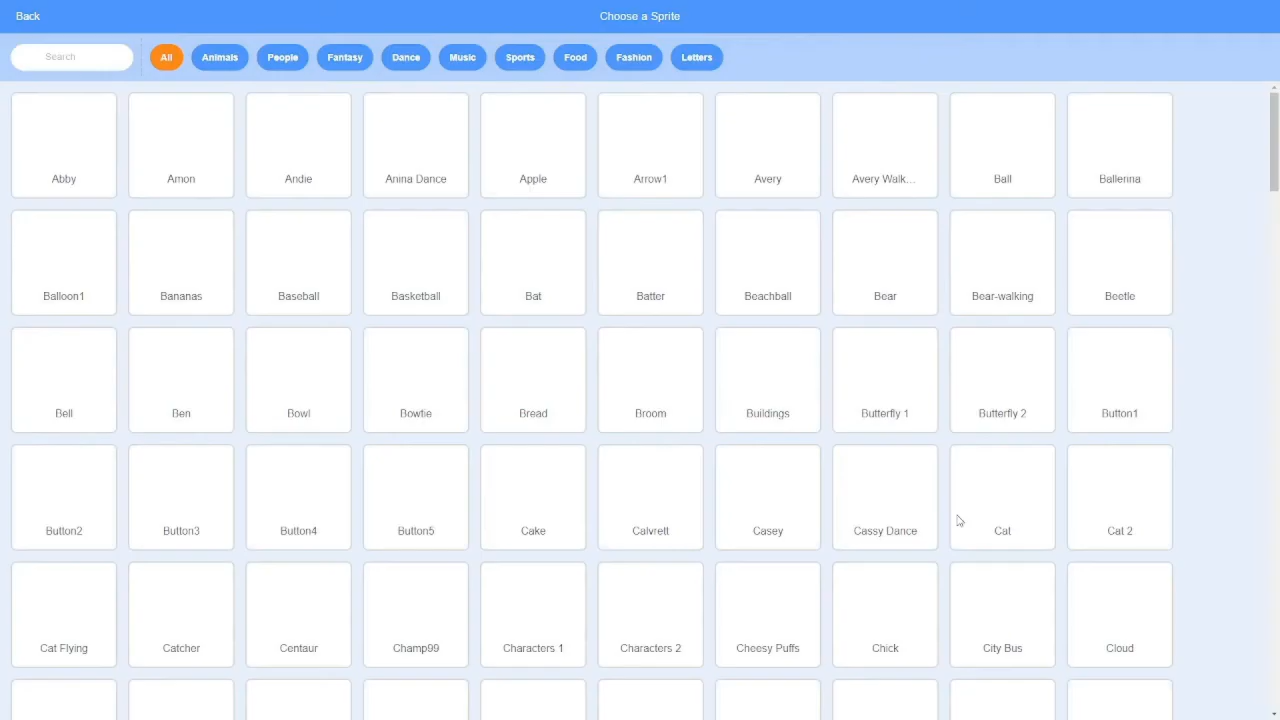 Back
Choose a Sprite
Search
All Animals People Fantasy Dance Music Sports Food Fashion Letters
Abby Amon Andie Anina Dance Apple Arrow1 Avery Avery Walk... Ball Ballerina
Balloon1 Bananas Baseball Basketball Bat Batter Beachball Bear Bear-walking Beetle
Bell Ben Bowl Bowtie Bread Broom Buildings Butterfly 1 Butterfly 2 Button1
Button2 Button3 Button4 Button5 Cake Calvrett Casey Cassy Dance Cat Cat 2
Cat Flying Catcher Centaur Champ99 Characters 1 Characters 2 Cheesy Puffs Chick City Bus Cloud